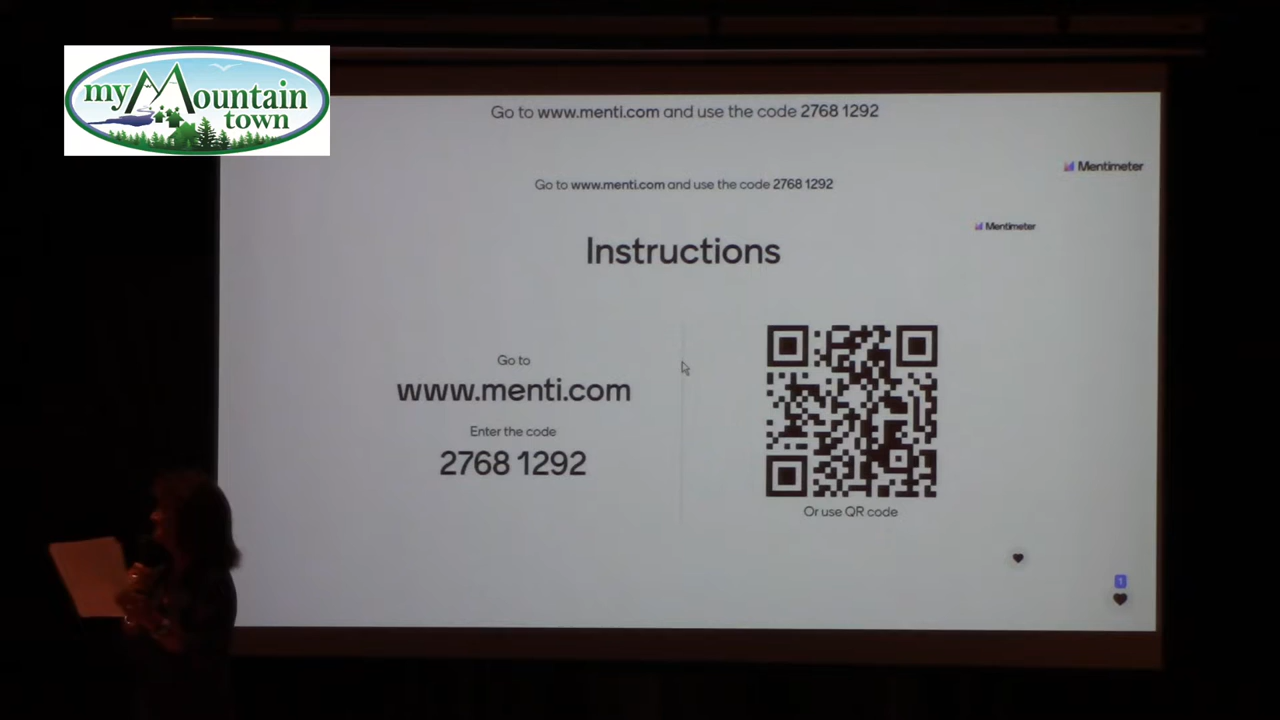 my Mountain
town
Go to www.menti.com and use the code 2768 1292
Mentimeter
Go to www.menti.com and use the code 2768 1292
Mentimeter
Instructions
Go to
www.menti.com
Enter the code
2768 1292
Or use QR code
1